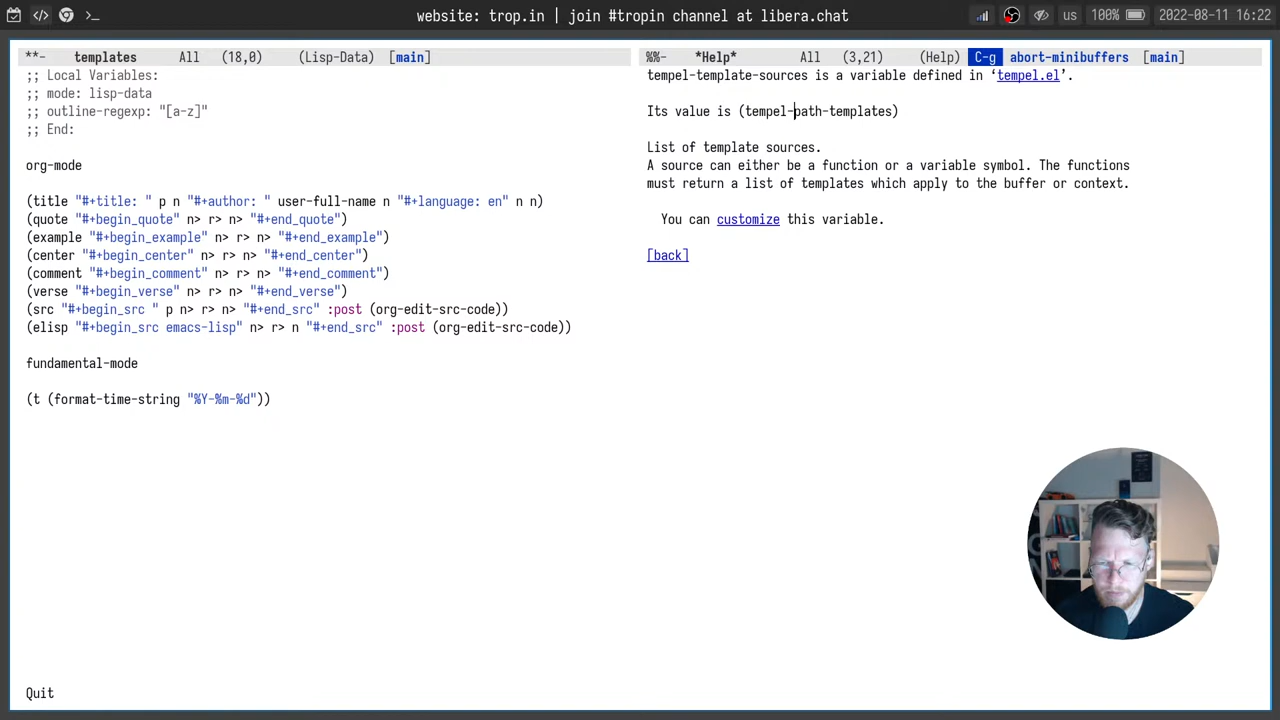 website: trop.in | join #tropin channel at libera.chat
us 100% 2022-08-11 16:22
**- templates All (18,0) (Lisp-Data) [main]
;; Local Variables:
;; mode: lisp-data
;; outline-regexp: "[a-z]"
;; End:
org-mode
(title "#+title: " p n "#+author: " user-full-name n "#+language: en" n n)
(quote "#+begin_quote" n> r> n> "#+end_quote")
(example "#+begin_example" n> r> n> "#+end_example")
(center "#+begin_center" n> r> n> "#+end_center")
(comment "#+begin_comment" n> r> n> "#+end_comment")
(verse "#+begin_verse" n> r> n> "#+end_verse")
(src "#+begin_src " p n> r> n> "#+end_src" :post (org-edit-src-code))
(elisp "#+begin_src emacs-lisp" n> r> n "#+end_src" :post (org-edit-src-code))
fundamental-mode
(t (format-time-string "%Y-%m-%d"))
%%- *Help* All (3,21) (Help) C-g abort-minibuffers [main]
tempel-template-sources is a variable defined in ‘tempel.el’.
Its value is (tempel-path-templates)
List of template sources.
A source can either be a function or a variable symbol. The functions
must return a list of templates which apply to the buffer or context.
You can customize this variable.
[back]
Quit